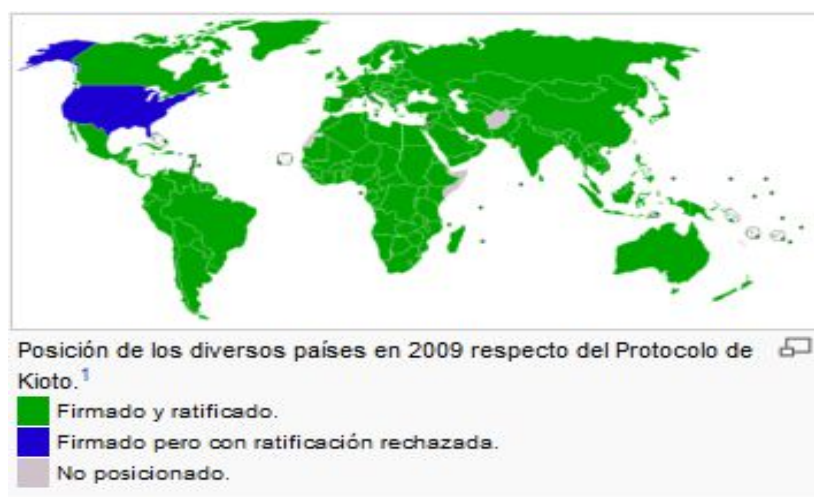 Posición de los diversos países en 2009 respecto del Protocolo de
Kioto.1
Firmado y ratificado.
Firmado pero con ratificación rechazada.
No posicionado.